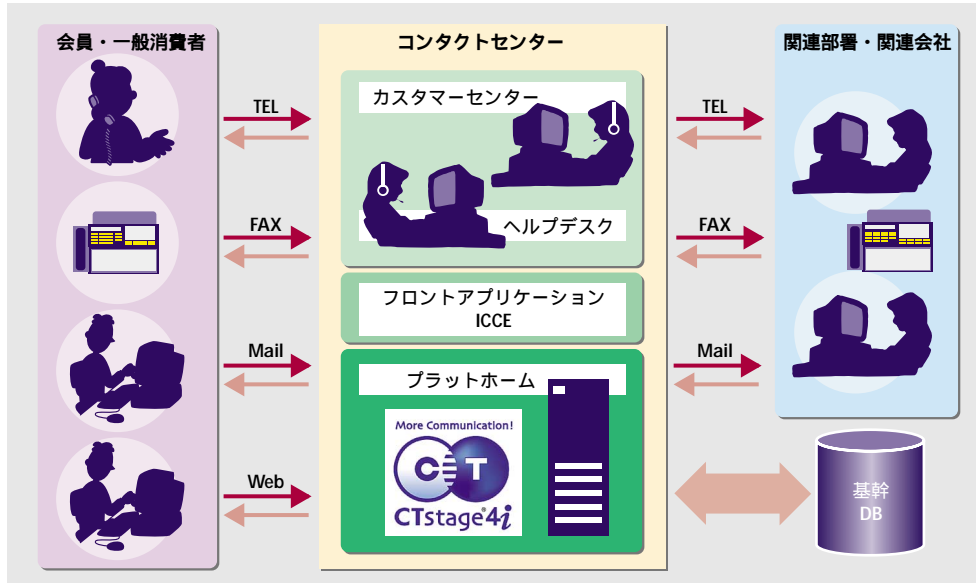 会員・一般消費者
コンタクトセンター
関連部署・関連会社
TEL
カスタマーセンター
TEL
FAX
ヘルプデスク
FAX
フロントアプリケーション
ICCE
Mail
プラットホーム
Mail
More Communication!
CT
CTstage®4i
Web
基幹
DB